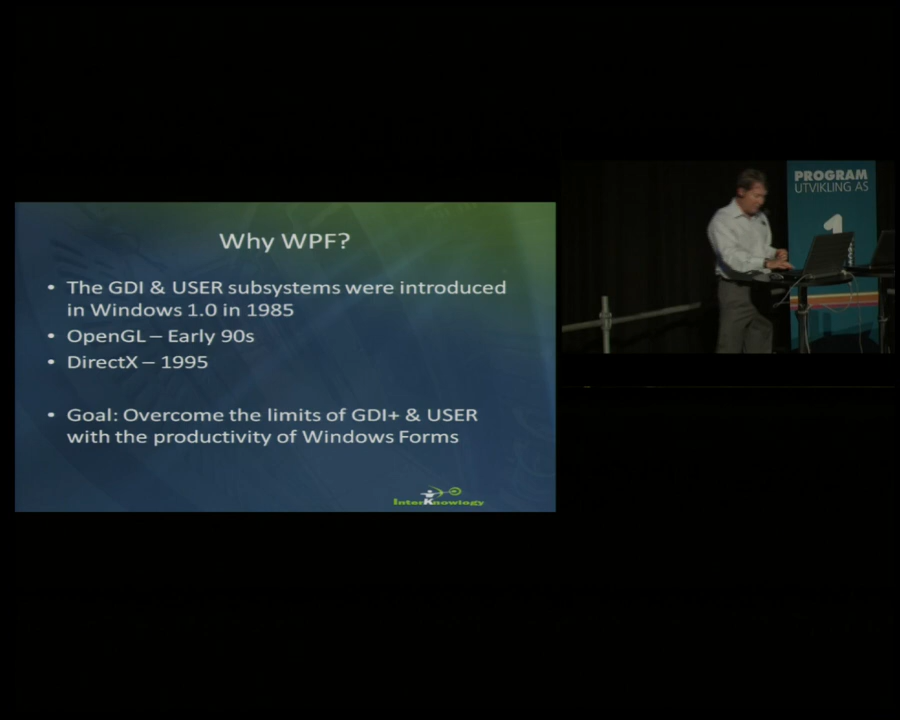 Why WPF?
• The GDI & USER subsystems were introduced
in Windows 1.0 in 1985
• OpenGL – Early 90s
• DirectX – 1995
• Goal: Overcome the limits of GDI+ & USER
with the productivity of Windows Forms
InterKnowlogy
PROGRAM
UTVIKLING AS
1